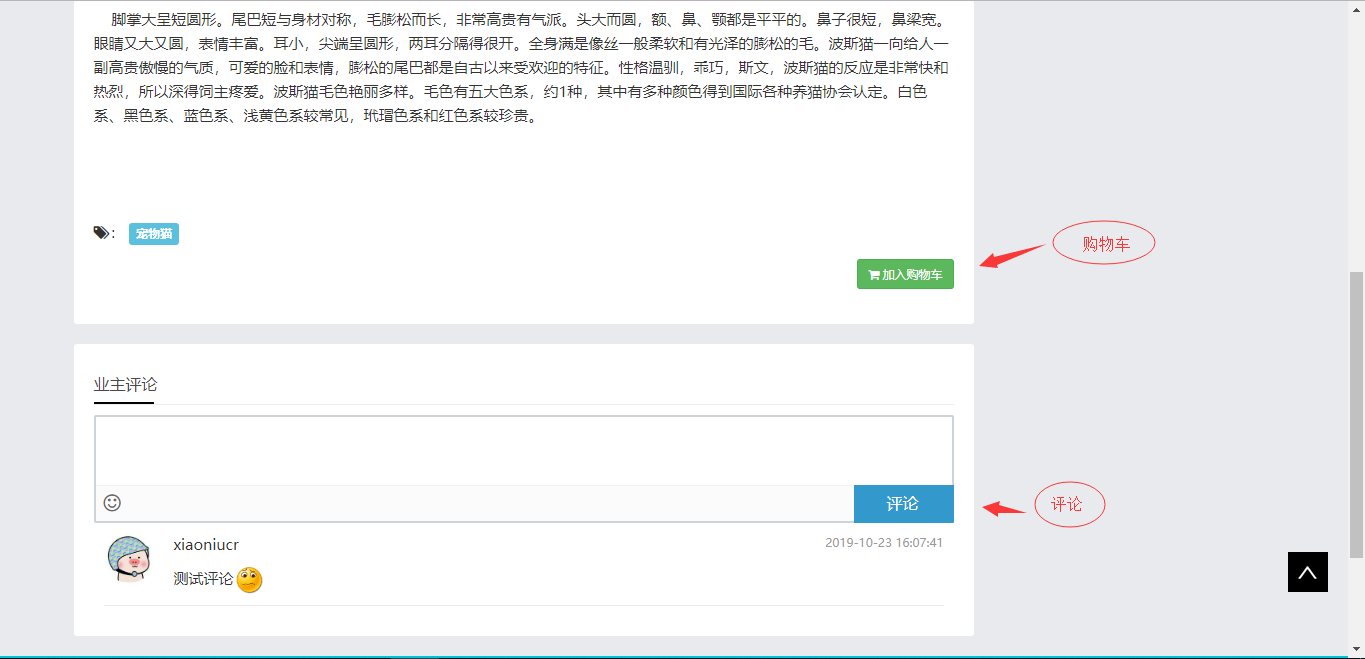 脚掌大呈短圆形。尾巴短与身材对称，毛膨松而长，非常高贵有气派。头大而圆，额、鼻、颚都是平平的。鼻子很短，鼻梁宽。
眼睛又大又圆，表情丰富。耳小，尖端呈圆形，两耳分隔得很开。全身满是像丝一般柔软和有光泽的膨松的毛。波斯猫一向给人一
副高贵傲慢的气质，可爱的脸和表情，膨松的尾巴都是自古以来受欢迎的特征。性格温驯，乖巧，斯文，波斯猫的反应是非常快和
热烈，所以深得饲主疼爱。波斯猫毛色艳丽多样。毛色有五大色系，约1种，其中有多种颜色得到国际各种养猫协会认定。白色
系、黑色系、蓝色系、浅黄色系较常见，玳瑁色系和红色系较珍贵。
： 宠物猫
购物车
加入购物车
业主评论
评论
评论
xiaoniucr
2019-10-23 16:07:41
测试评论